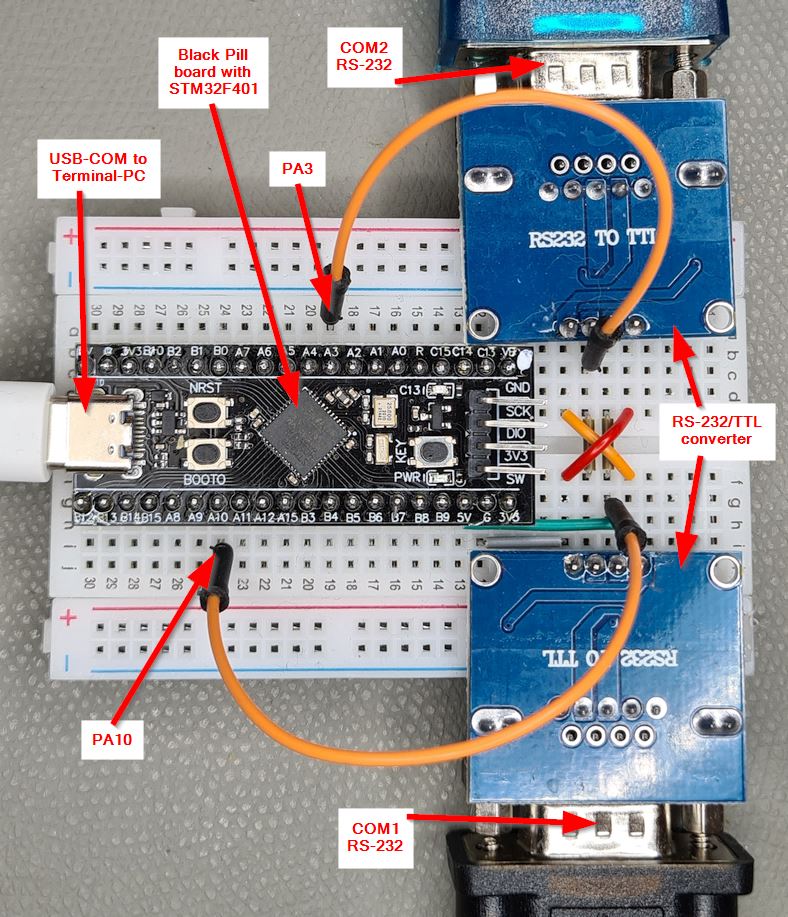 COM2
RS-232
Black Pill
board with
STM32F401
USB-COM to
Terminal-PC
PA3
RS232 TO TTL
+
−
30 29 28 27 26 25 24 23 22 21 20 18 17 16 15 14 13
G 3V3 B10 B2 B1 B0 A7 A6 A5 A4 A3 A2 A1 A0 R C15 C14 C13 VB
b
c
d
NRST
C13
GND
SCK
DIO
3V3
SW
KEY
BOOT0
PWR
RS-232/TTL
converter
f
g
h
i
B12 B13 B14 B15 A8 A9 A10 A11 A12 A15 B3 B4 B5 B6 B7 B8 B9 5V G 3V3
30 29 28 27 26 23 22 21 20 19 18 17 16 15 14 13
+
−
RS232 TO TTL
PA10
COM1
RS-232